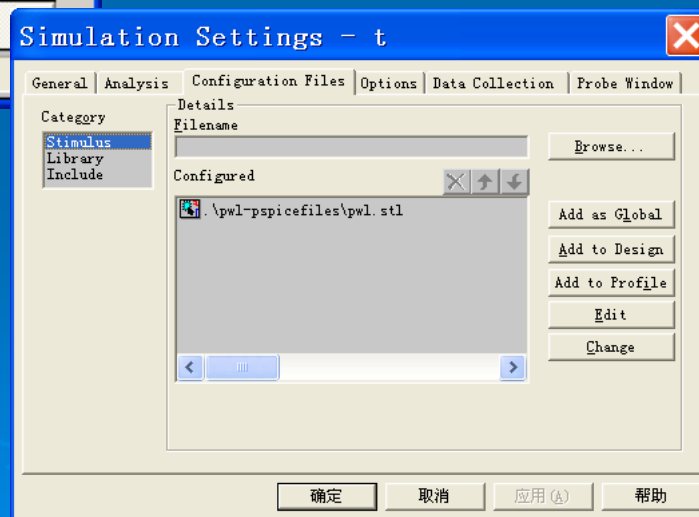 Simulation Settings - t
General Analysis Configuration Files Options Data Collection Probe Window
Category
Stimulus
Library
Include
Details
Filename
Browse...
Configured
.\pwl-pspicefiles\pwl.stl
Add as Global
Add to Design
Add to Profile
Edit
Change
确定 取消 应用(A) 帮助